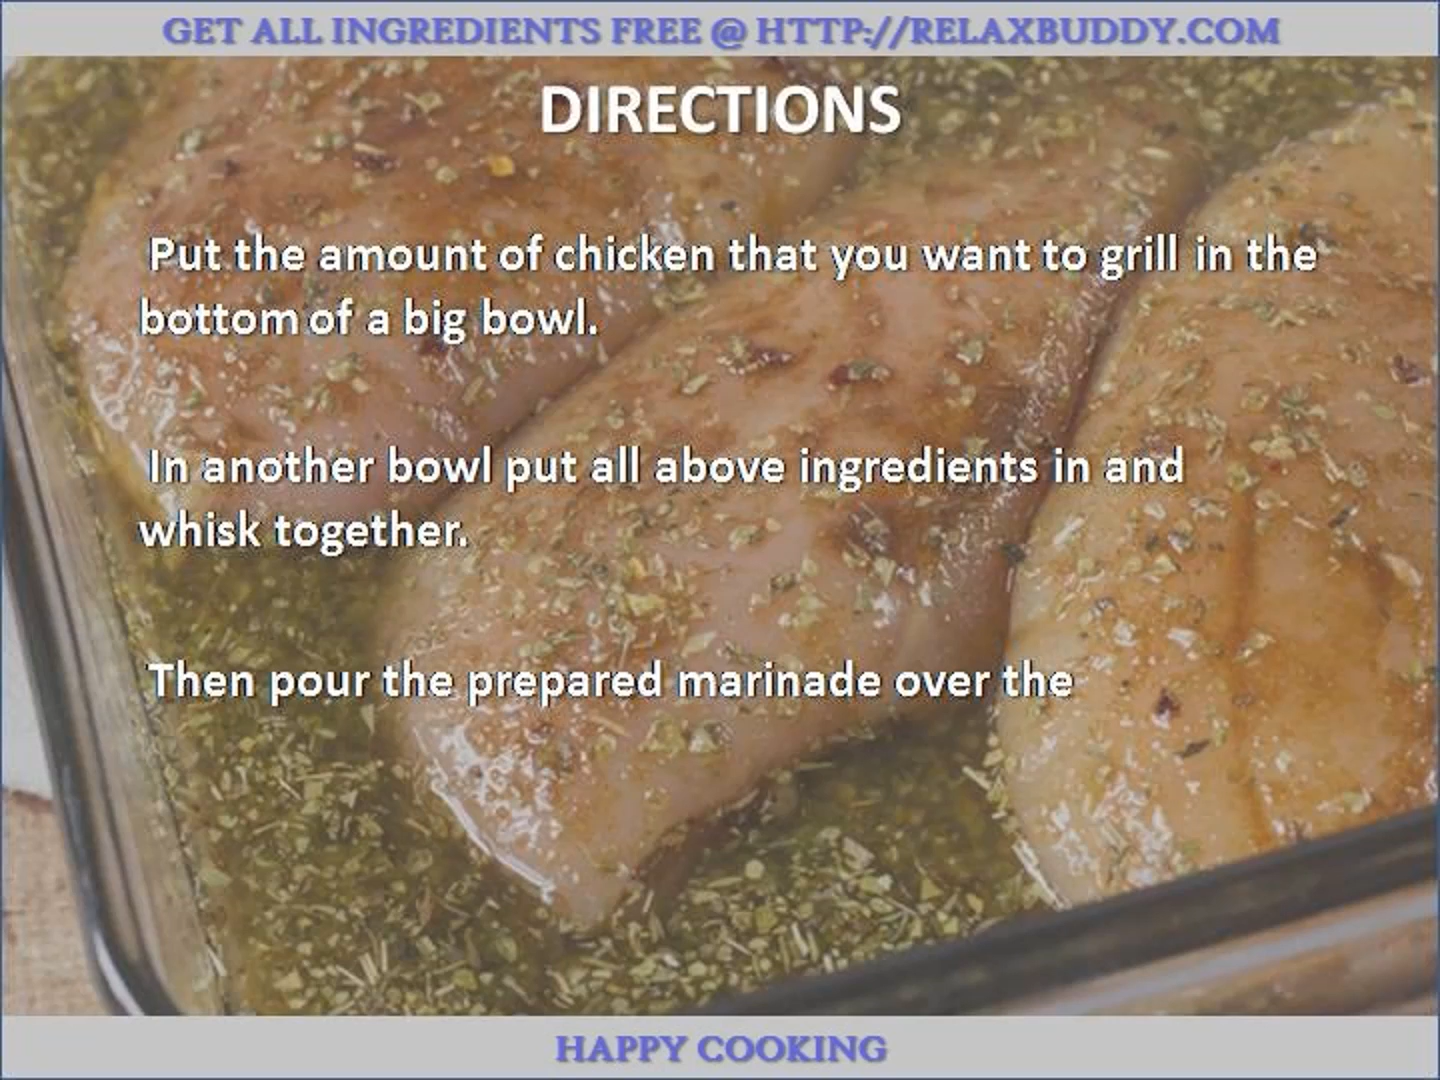 GET ALL INGREDIENTS FREE @ HTTP://RELAXBUDDY.COM
DIRECTIONS
Put the amount of chicken that you want to grill in the
bottom of a big bowl.
In another bowl put all above ingredients in and
whisk together.
Then pour the prepared marinade over the
HAPPY COOKING